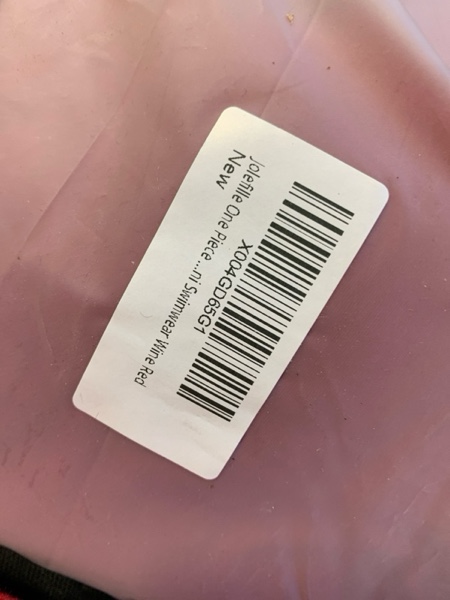 X004GD65G1
Jolefille One Piece...ni Swimwear Wine Red
New